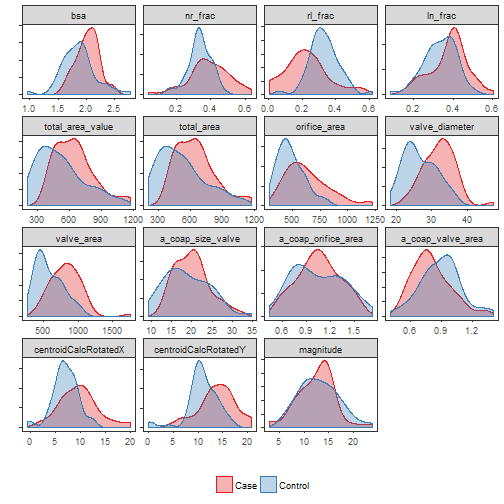 bsa nr_frac rl_frac ln_frac
1.0 1.5 2.0 2.5 0.2 0.4 0.6 0.0 0.2 0.4 0.6 0.2 0.4 0.6
total_area_value total_area orifice_area valve_diameter
300 600 900 1200 300 600 900 1200 500 750 1000 1250 20 30 40
valve_area a_coap_size_valve a_coap_orifice_area a_coap_valve_area
500 1000 1500 10 15 20 25 30 35 0.6 0.9 1.2 1.5 0.6 0.9 1.2
centroidCalcRotatedX centroidCalcRotatedY magnitude
0 5 10 15 20 0 5 10 15 20 5 10 15 20
Case Control